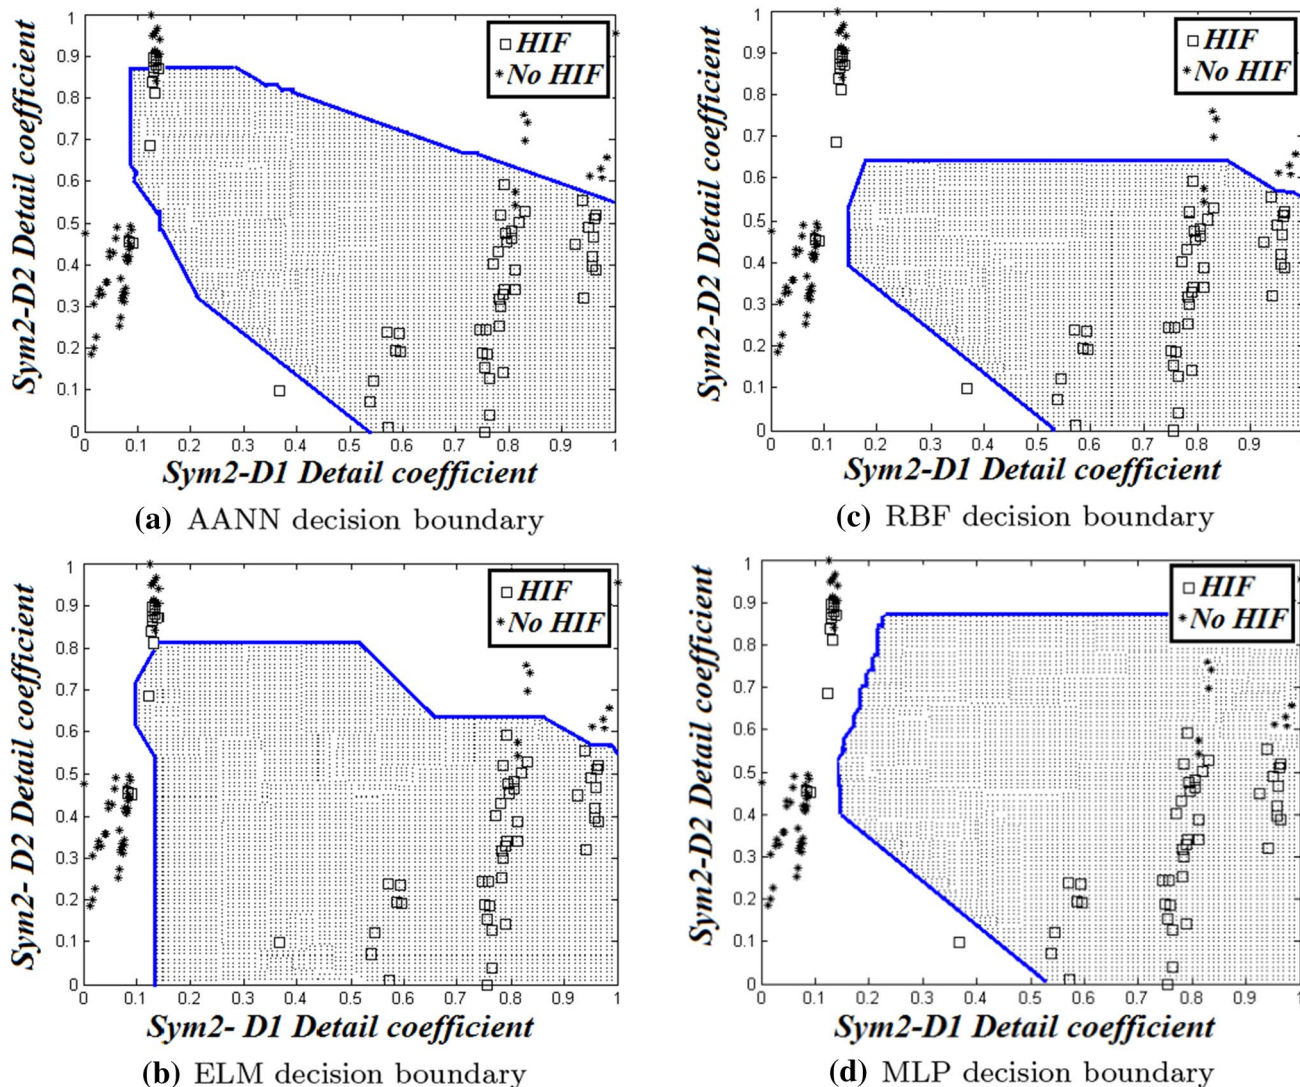 1
0.9
0.8
0.7
0.6
0.5
0.4
0.3
0.2
0.1
0
0 0.1 0.2 0.3 0.4 0.5 0.6 0.7 0.8 0.9 1
Sym2-D2 Detail coefficient
HIF
No HIF
Sym2-D1 Detail coefficient
(a) AANN decision boundary
1
0.9
0.8
0.7
0.6
0.5
0.4
0.3
0.2
0.1
0
0 0.1 0.2 0.3 0.4 0.5 0.6 0.7 0.8 0.9
Sym2-D2 Detail coefficient
HIF
No HIF
Sym2-D1 Detail coefficient
(c) RBF decision boundary
1
0.9
0.8
0.7
0.6
0.5
0.4
0.3
0.2
0.1
0
0 0.1 0.2 0.3 0.4 0.5 0.6 0.7 0.8 0.9 1
Sym2- D2 Detail coefficient
HIF
No HIF
Sym2- D1 Detail coefficient
(b) ELM decision boundary
1
0.9
0.8
0.7
0.6
0.5
0.4
0.3
0.2
0.1
0
0 0.1 0.2 0.3 0.4 0.5 0.6 0.7 0.8 0.9 1
Sym2-D2 Detail coefficient
HIF
No HIF
Sym2-D1 Detail coefficient
(d) MLP decision boundary